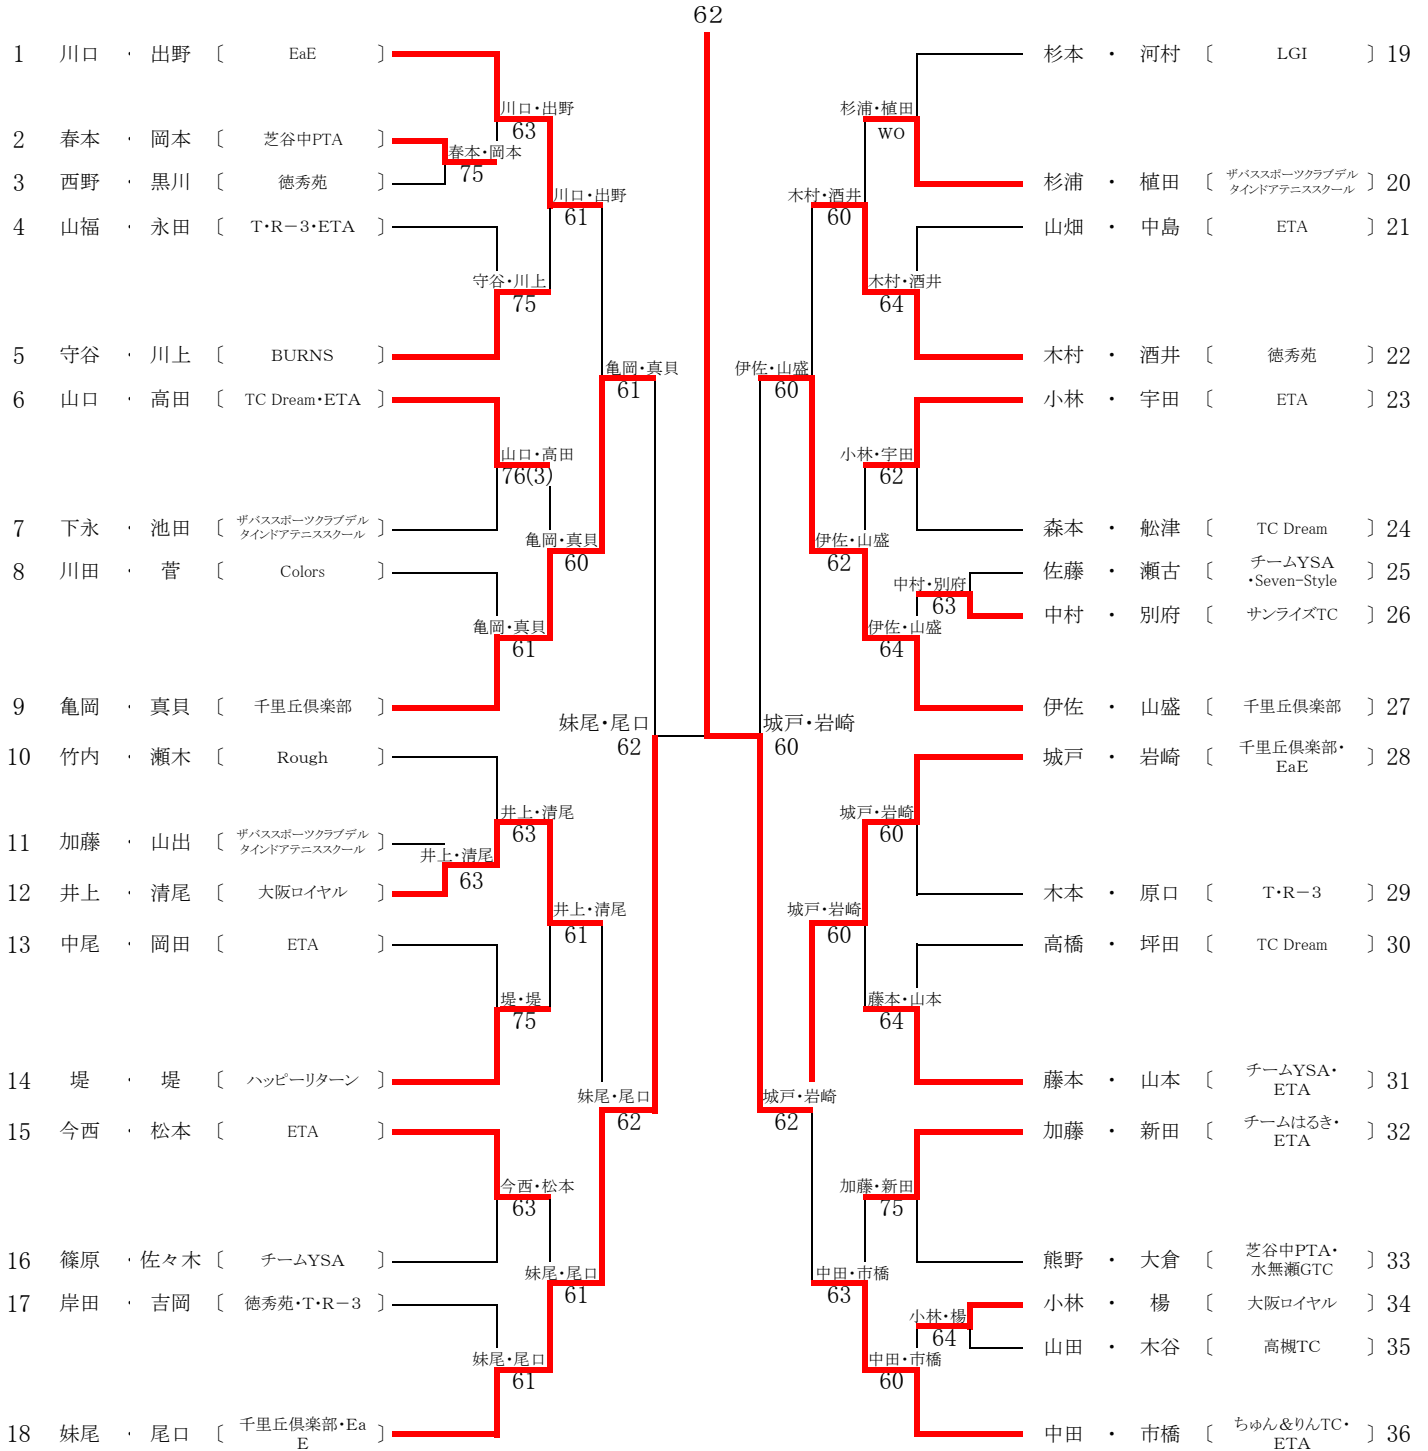 62
1 川口 ・ 出野 〔 EaE 〕
2 春本 ・ 岡本 〔 芝谷中PTA 〕
3 西野 ・ 黒川 〔 徳秀苑 〕
4 山福 ・ 永田 〔 T・R－3・ETA 〕
5 守谷 ・ 川上 〔 BURNS 〕
6 山口 ・ 高田 〔 TC Dream・ETA 〕
7 下永 ・ 池田 〔 ザバススポーツクラブデル
タインドアテニススクール 〕
8 川田 ・ 菅 〔 Colors 〕
9 亀岡 ・ 真貝 〔 千里丘倶楽部 〕
10 竹内 ・ 瀬木 〔 Rough 〕
11 加藤 ・ 山出 〔 ザバススポーツクラブデル
タインドアテニススクール 〕
12 井上 ・ 清尾 〔 大阪ロイヤル 〕
13 中尾 ・ 岡田 〔 ETA 〕
14 堤 ・ 堤 〔 ハッピーリターン 〕
15 今西 ・ 松本 〔 ETA 〕
16 篠原 ・ 佐々木 〔 チームYSA 〕
17 岸田 ・ 吉岡 〔 徳秀苑・T・R－3 〕
18 妹尾 ・ 尾口 〔 千里丘倶楽部・Ea
E 〕
春本・岡本
75
井上・清尾
63
川口・出野
63
守谷・川上
75
山口・高田
76(3)
亀岡・真貝
61
井上・清尾
63
堤・堤
75
今西・松本
63
妹尾・尾口
61
川口・出野
61
亀岡・真貝
60
井上・清尾
61
妹尾・尾口
61
亀岡・真貝
61
妹尾・尾口
62
妹尾・尾口
62
城戸・岩崎
60
伊佐・山盛
60
城戸・岩崎
62
木村・酒井
60
伊佐・山盛
62
城戸・岩崎
60
中田・市橋
63
杉浦・植田
WO
木村・酒井
64
小林・宇田
62
伊佐・山盛
64
城戸・岩崎
60
藤本・山本
64
加藤・新田
75
中田・市橋
60
中村・別府
63
小林・楊
64
杉本 ・ 河村 〔 LGI 〕 19
杉浦 ・ 植田 〔 ザバススポーツクラブデル
タインドアテニススクール 〕 20
山畑 ・ 中島 〔 ETA 〕 21
木村 ・ 酒井 〔 徳秀苑 〕 22
小林 ・ 宇田 〔 ETA 〕 23
森本 ・ 舩津 〔 TC Dream 〕 24
佐藤 ・ 瀬古 〔 チームYSA
・Seven-Style 〕 25
中村 ・ 別府 〔 サンライズTC 〕 26
伊佐 ・ 山盛 〔 千里丘倶楽部 〕 27
城戸 ・ 岩崎 〔 千里丘倶楽部・
EaE 〕 28
木本 ・ 原口 〔 T・R－3 〕 29
高橋 ・ 坪田 〔 TC Dream 〕 30
藤本 ・ 山本 〔 チームYSA・
ETA 〕 31
加藤 ・ 新田 〔 チームはるき・
ETA 〕 32
熊野 ・ 大倉 〔 芝谷中PTA・
水無瀬GTC 〕 33
小林 ・ 楊 〔 大阪ロイヤル 〕 34
山田 ・ 木谷 〔 高槻TC 〕 35
中田 ・ 市橋 〔 ちゅん＆りんTC・
ETA 〕 36